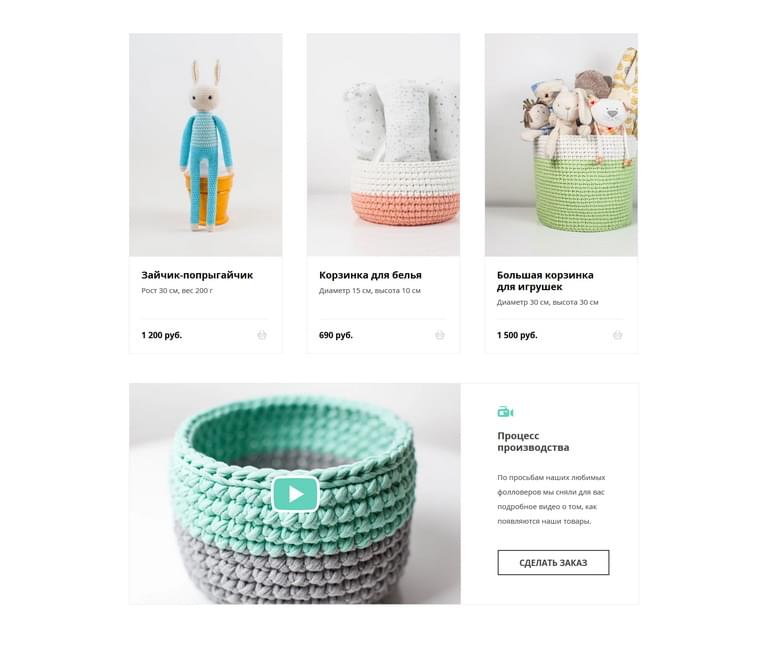 Зайчик-попрыгайчик
Рост 30 см, вес 200 г
1 200 руб.
Корзинка для белья
Диаметр 15 см, высота 10 см
690 руб.
Большая корзинка
для игрушек
Диаметр 30 см, высота 30 см
1 500 руб.
Процесс
производства
По просьбам наших любимых
фолловеров мы сняли для вас
подробное видео о том, как
появляются наши товары.
СДЕЛАТЬ ЗАКАЗ